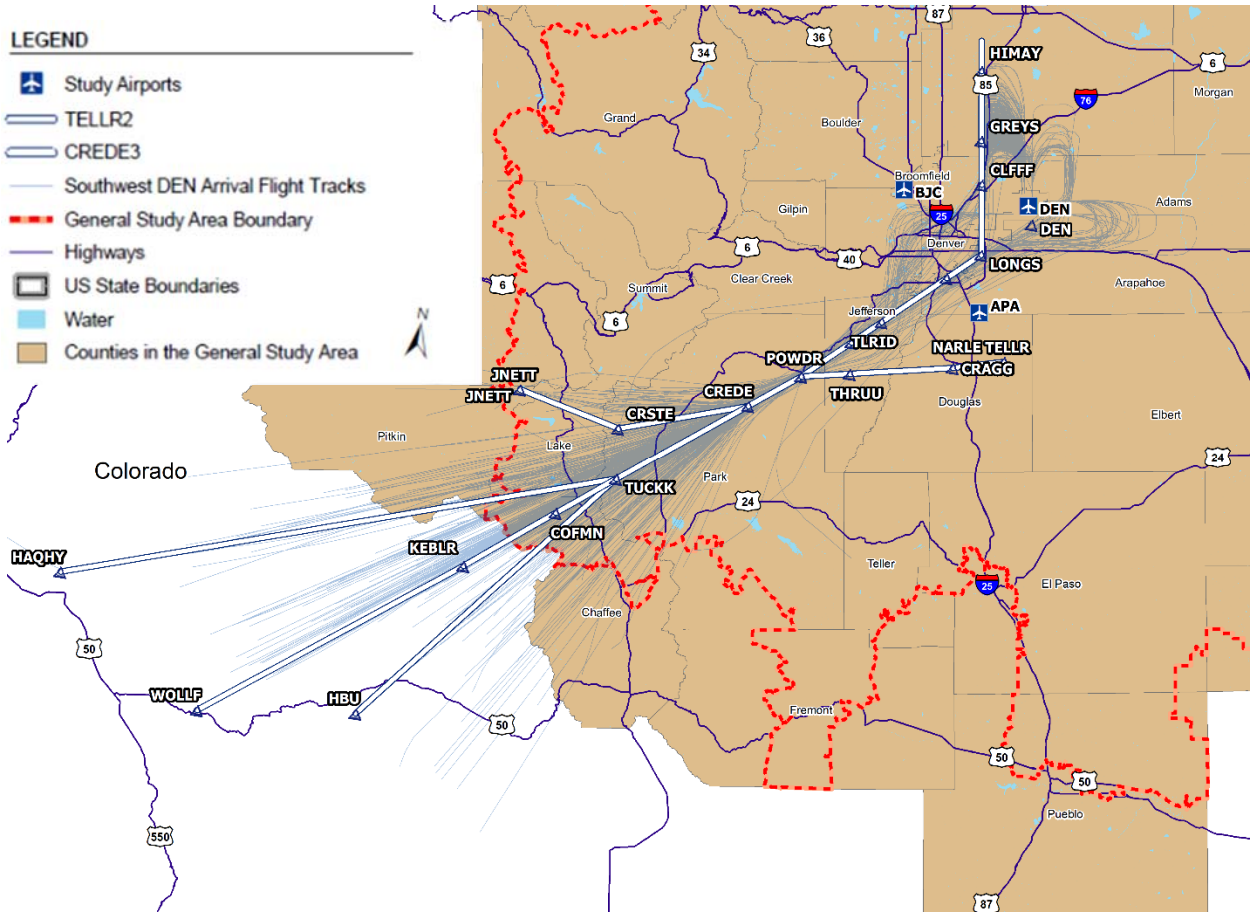 LEGEND
Study Airports
TELLR2
CREDE3
Southwest DEN Arrival Flight Tracks
General Study Area Boundary
Highways
US State Boundaries
Water
Counties in the General Study Area
N
87
36
34
6
HIMAY
85
76
Morgan
Grand
Boulder
GREYS
Broomfield
CLFFF
BJC
25
DEN
DEN
Adams
Gilpin
Denver
6
40
LONGS
Clear Creek
6
Summit
Arapahoe
6
Jefferson
APA
TLRID
NARLE TELLR
POWDR
CRAGG
JNETT
JNETT
CREDE
THRUU
Douglas
CRSTE
Elbert
Pitkin
Lake
24
Colorado
Park
TUCKK
24
COFMN
KEBLR
HAQHY
Teller
25
El Paso
Chaffee
50
WOLLF
HBU
50
Fremont
50
50
Pueblo
550
87